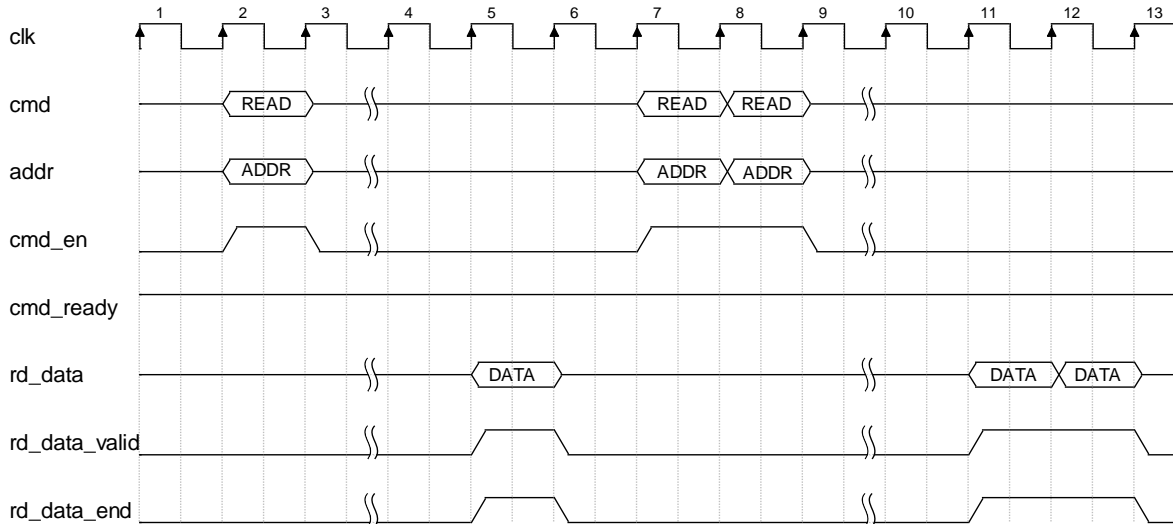 1 2 3 4 5 6 7 8 9 10 11 12 13
clk
cmd READ READ READ
addr ADDR ADDR ADDR
cmd_en
cmd_ready
rd_data DATA DATA DATA
rd_data_valid
rd_data_end